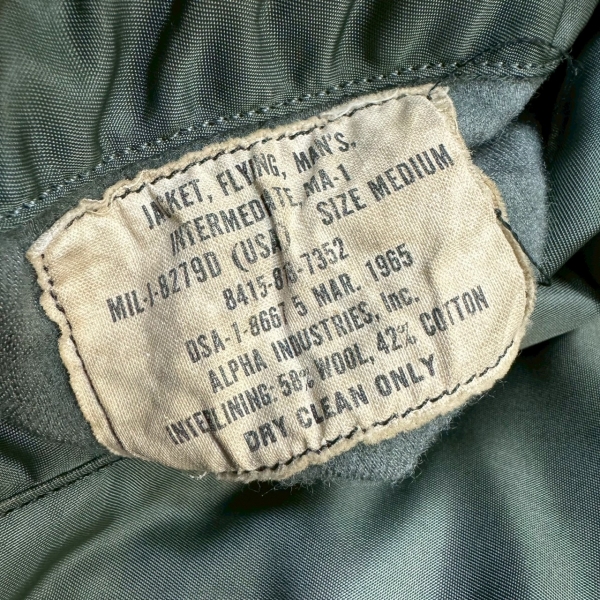 JACKET, FLYING, MAN'S,
INTERMEDIATE, MA-1
MIL-J-8279D (USAF) SIZE MEDIUM
8415-818-7352
DSA-1-8667 5 MAR. 1965
ALPHA INDUSTRIES, Inc.
INTERLINING: 58% WOOL, 42% COTTON
DRY CLEAN ONLY